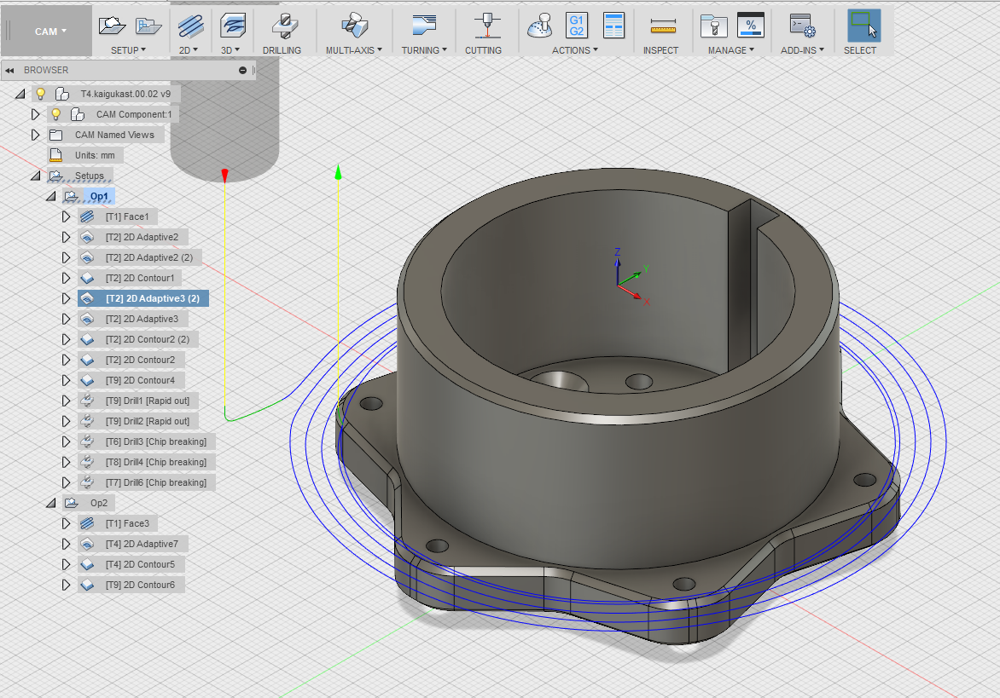 CAM
SETUP
2D
3D
DRILLING
MULTI-AXIS
TURNING
CUTTING
G1
G2
ACTIONS
INSPECT
%
MANAGE
ADD-INS
SELECT
BROWSER
T4.kaigukast.00.02 v9
CAM Component:1
CAM Named Views
Units: mm
Setups
Op1
[T1] Face1
[T2] 2D Adaptive2
[T2] 2D Adaptive2 (2)
[T2] 2D Contour1
[T2] 2D Adaptive3 (2)
[T2] 2D Adaptive3
[T2] 2D Contour2 (2)
[T2] 2D Contour2
[T9] 2D Contour4
[T9] Drill1 [Rapid out]
[T9] Drill2 [Rapid out]
[T6] Drill3 [Chip breaking]
[T8] Drill4 [Chip breaking]
[T7] Drill6 [Chip breaking]
Op2
[T1] Face3
[T4] 2D Adaptive7
[T4] 2D Contour5
[T9] 2D Contour6
Z
Y
X